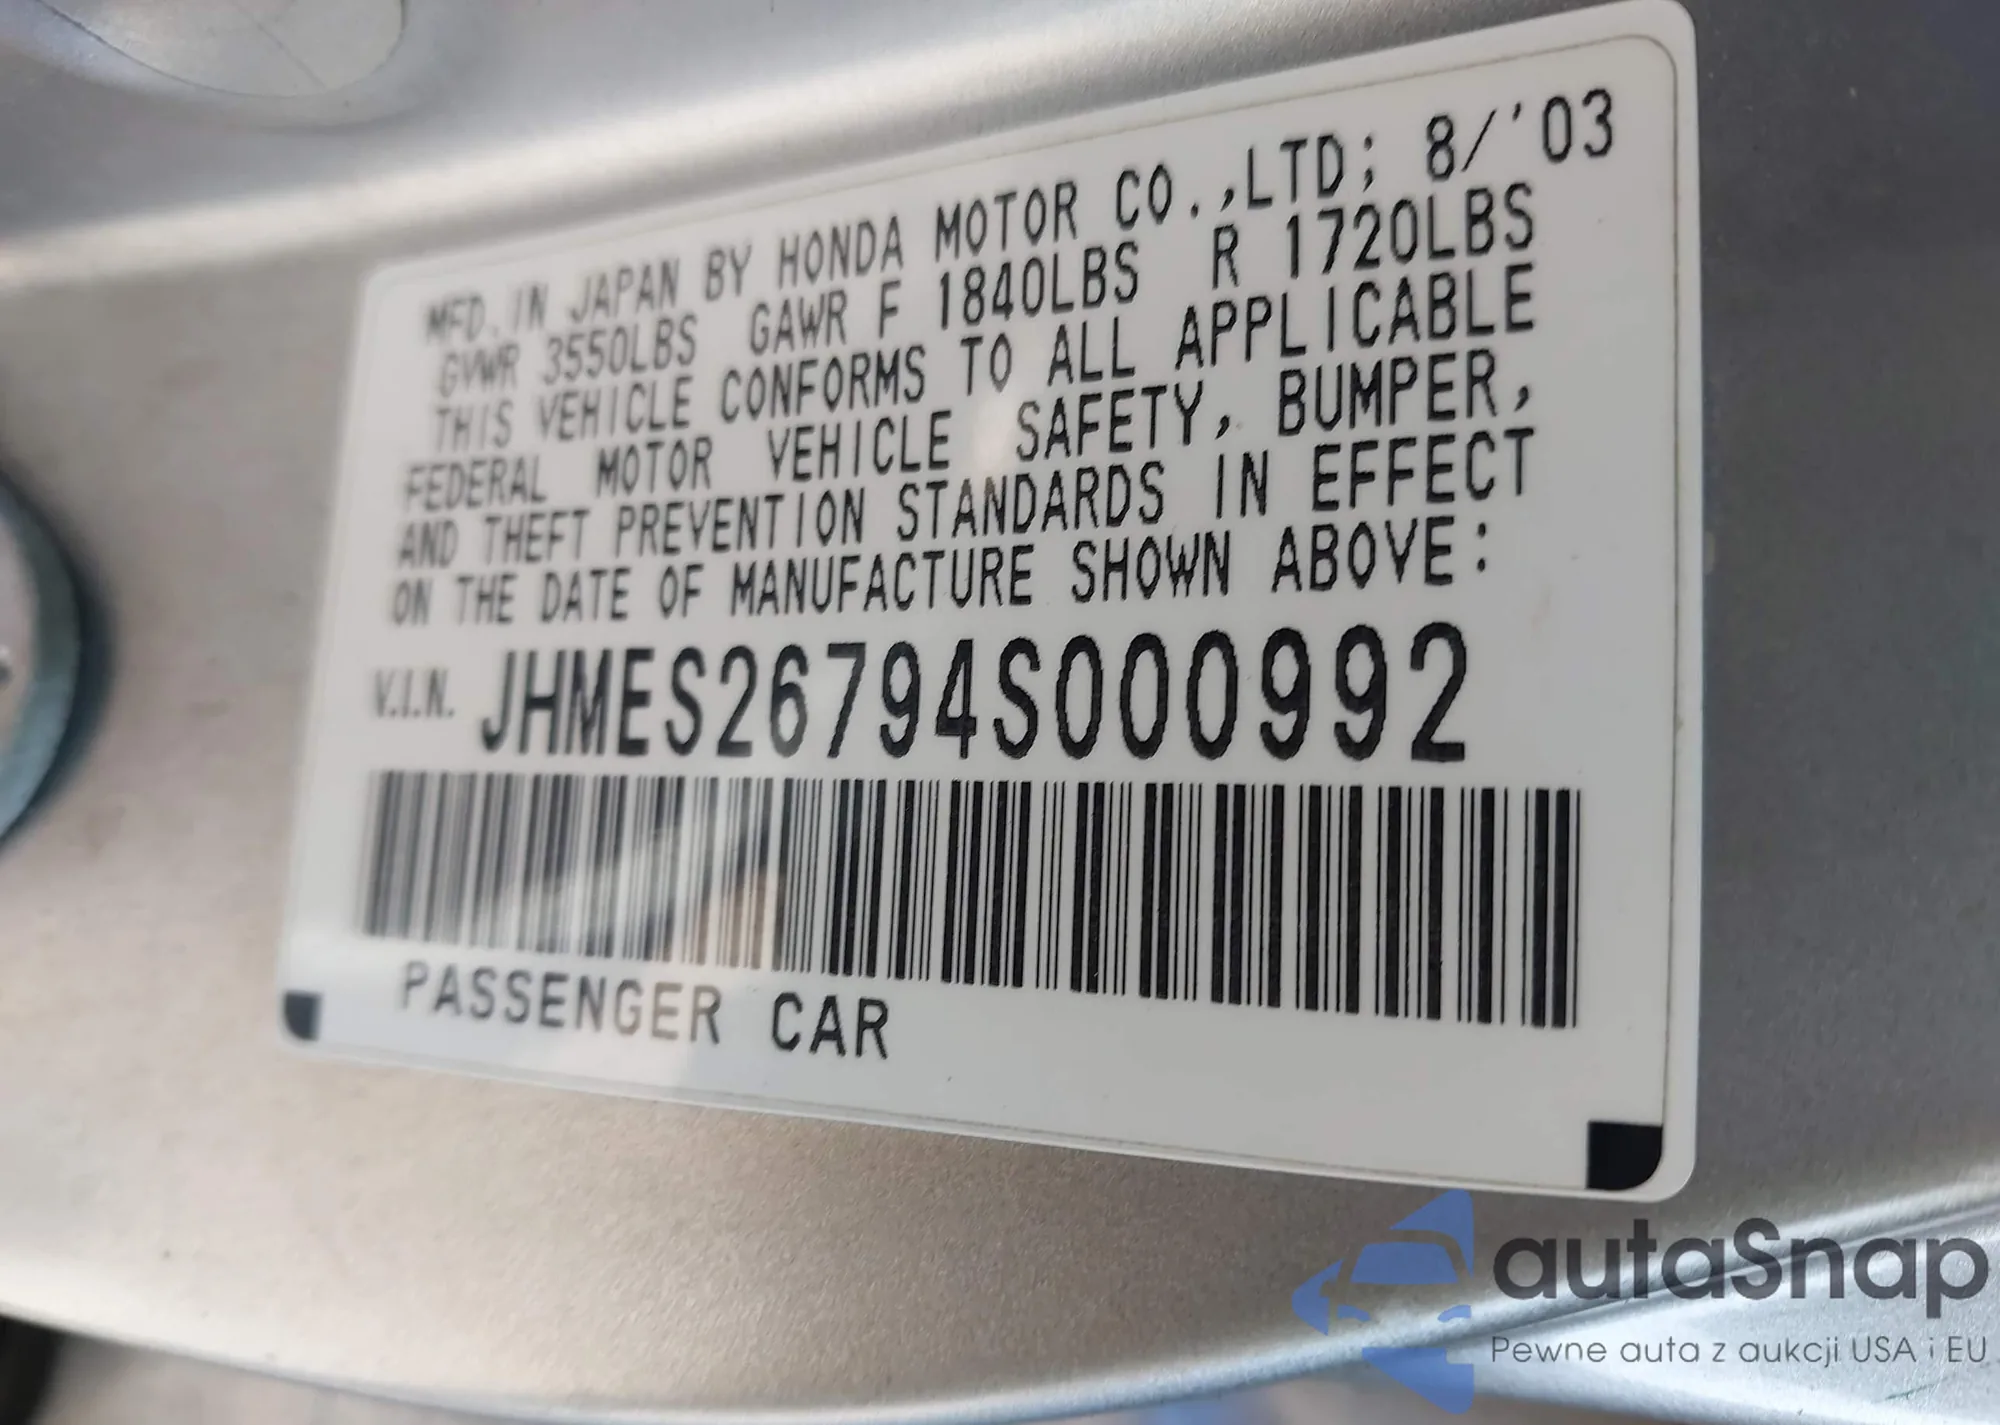 MFD. IN JAPAN BY HONDA MOTOR CO.,LTD; 8/'03
GVWR 3550LBS GAWR F 1840LBS R 1720LBS
THIS VEHICLE CONFORMS TO ALL APPLICABLE
FEDERAL MOTOR VEHICLE SAFETY, BUMPER,
AND THEFT PREVENTION STANDARDS IN EFFECT
ON THE DATE OF MANUFACTURE SHOWN ABOVE:
V.I.N. JHMES26794S000992
PASSENGER CAR
autaSnap
Pewne auta z aukcji USA i EU